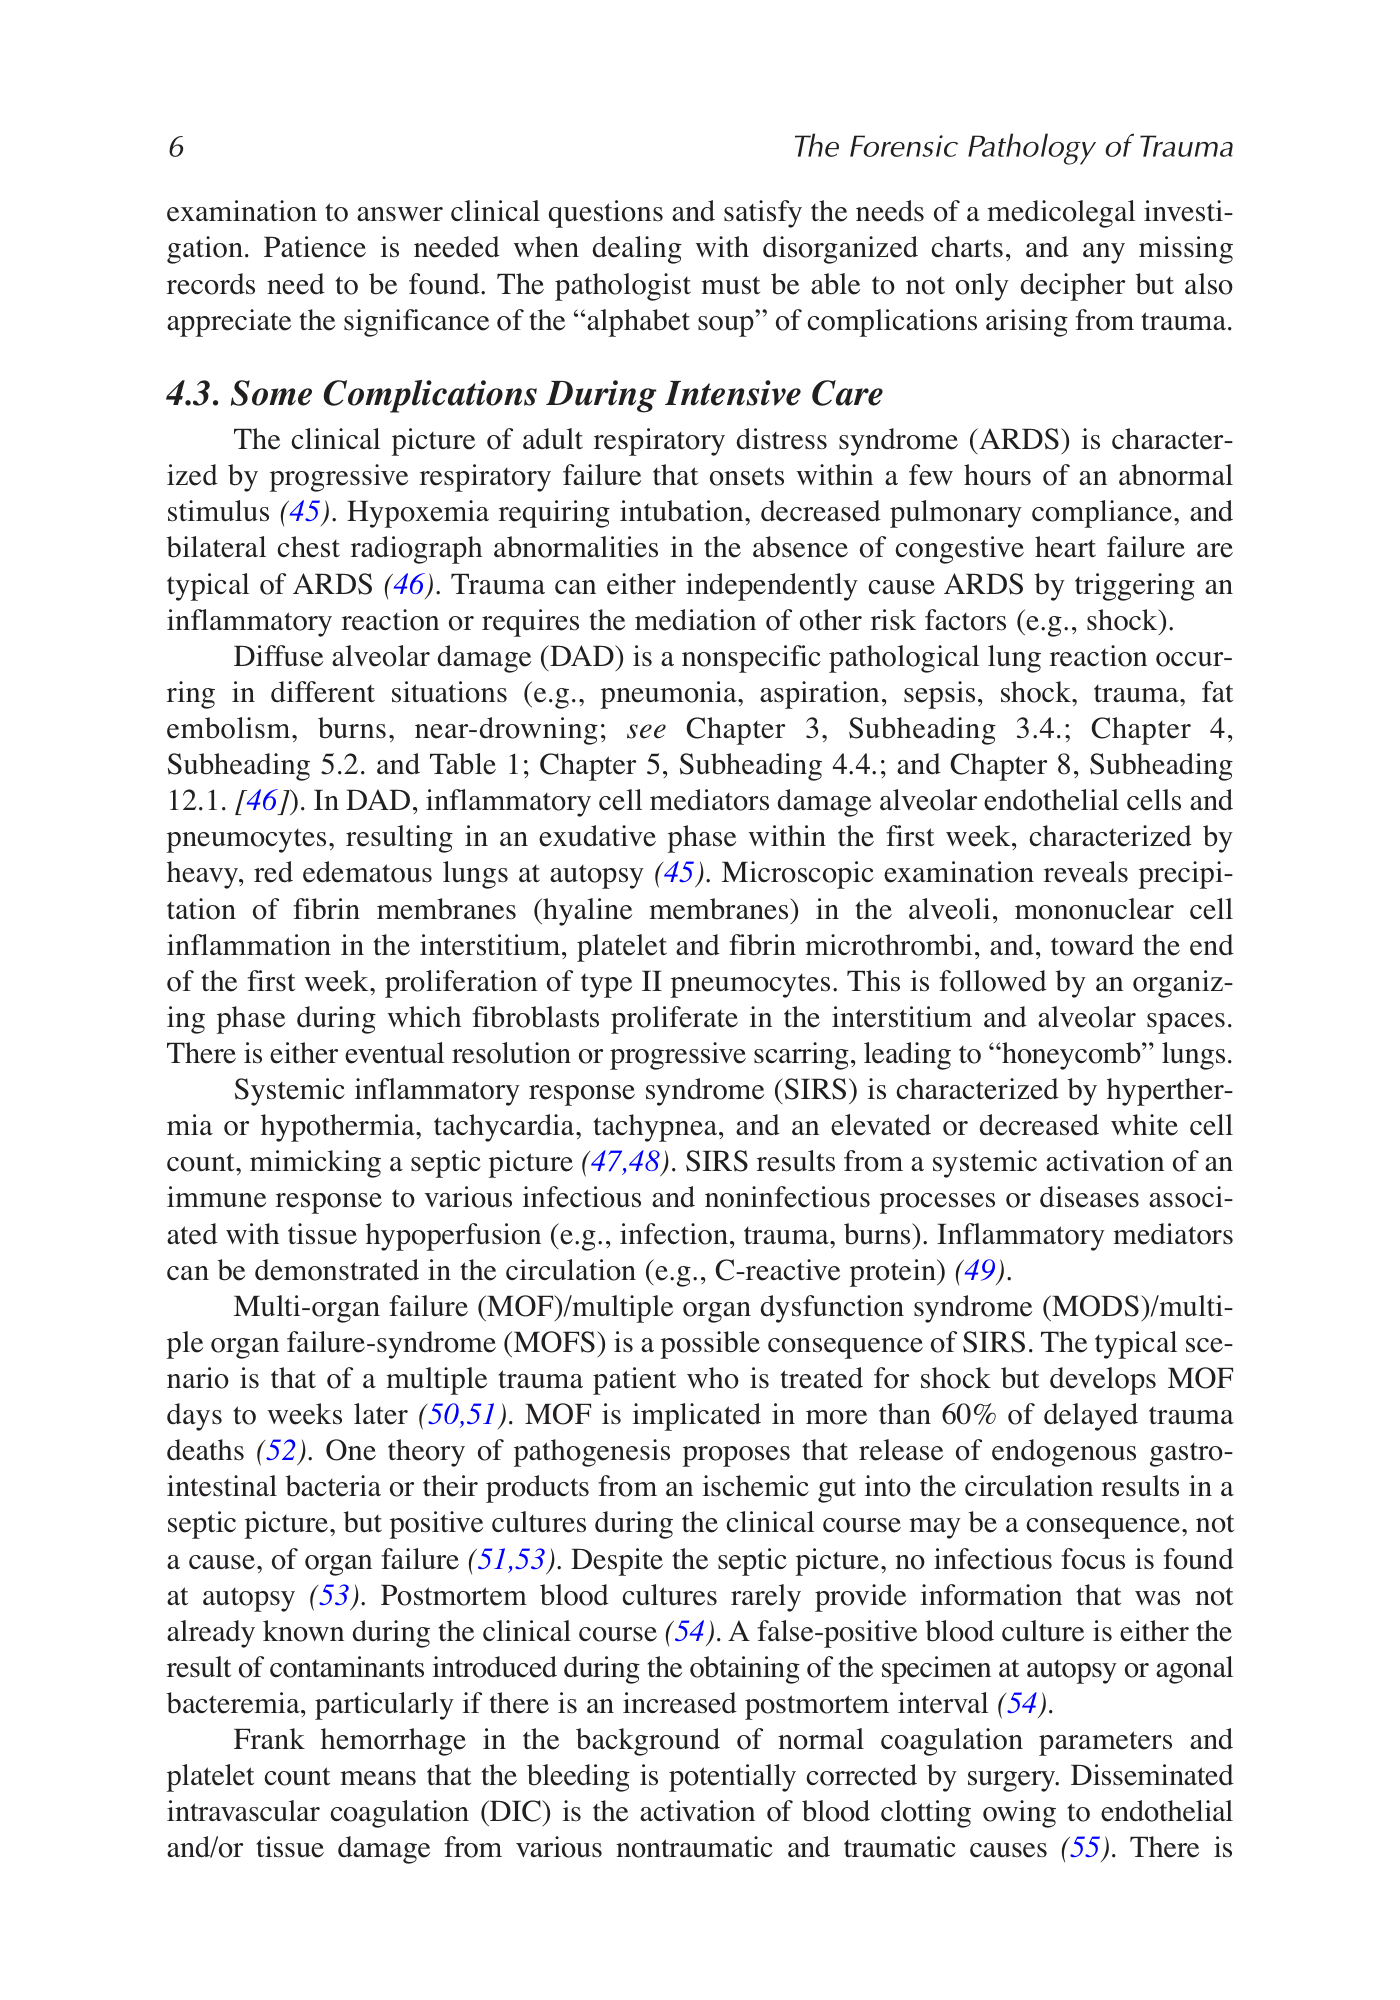 6 The Forensic Pathology of Trauma
examination to answer clinical questions and satisfy the needs of a medicolegal investi-
gation. Patience is needed when dealing with disorganized charts, and any missing
records need to be found. The pathologist must be able to not only decipher but also
appreciate the significance of the “alphabet soup” of complications arising from trauma.
4.3. Some Complications During Intensive Care
The clinical picture of adult respiratory distress syndrome (ARDS) is character-
ized by progressive respiratory failure that onsets within a few hours of an abnormal
stimulus (45). Hypoxemia requiring intubation, decreased pulmonary compliance, and
bilateral chest radiograph abnormalities in the absence of congestive heart failure are
typical of ARDS (46). Trauma can either independently cause ARDS by triggering an
inflammatory reaction or requires the mediation of other risk factors (e.g., shock).
Diffuse alveolar damage (DAD) is a nonspecific pathological lung reaction occur-
ring in different situations (e.g., pneumonia, aspiration, sepsis, shock, trauma, fat
embolism, burns, near-drowning; see Chapter 3, Subheading 3.4.; Chapter 4,
Subheading 5.2. and Table 1; Chapter 5, Subheading 4.4.; and Chapter 8, Subheading
12.1. [46]). In DAD, inflammatory cell mediators damage alveolar endothelial cells and
pneumocytes, resulting in an exudative phase within the first week, characterized by
heavy, red edematous lungs at autopsy (45). Microscopic examination reveals precipi-
tation of fibrin membranes (hyaline membranes) in the alveoli, mononuclear cell
inflammation in the interstitium, platelet and fibrin microthrombi, and, toward the end
of the first week, proliferation of type II pneumocytes. This is followed by an organiz-
ing phase during which fibroblasts proliferate in the interstitium and alveolar spaces.
There is either eventual resolution or progressive scarring, leading to “honeycomb” lungs.
Systemic inflammatory response syndrome (SIRS) is characterized by hyperther-
mia or hypothermia, tachycardia, tachypnea, and an elevated or decreased white cell
count, mimicking a septic picture (47,48). SIRS results from a systemic activation of an
immune response to various infectious and noninfectious processes or diseases associ-
ated with tissue hypoperfusion (e.g., infection, trauma, burns). Inflammatory mediators
can be demonstrated in the circulation (e.g., C-reactive protein) (49).
Multi-organ failure (MOF)/multiple organ dysfunction syndrome (MODS)/multi-
ple organ failure-syndrome (MOFS) is a possible consequence of SIRS. The typical sce-
nario is that of a multiple trauma patient who is treated for shock but develops MOF
days to weeks later (50,51). MOF is implicated in more than 60% of delayed trauma
deaths (52). One theory of pathogenesis proposes that release of endogenous gastro-
intestinal bacteria or their products from an ischemic gut into the circulation results in a
septic picture, but positive cultures during the clinical course may be a consequence, not
a cause, of organ failure (51,53). Despite the septic picture, no infectious focus is found
at autopsy (53). Postmortem blood cultures rarely provide information that was not
already known during the clinical course (54). A false-positive blood culture is either the
result of contaminants introduced during the obtaining of the specimen at autopsy or agonal
bacteremia, particularly if there is an increased postmortem interval (54).
Frank hemorrhage in the background of normal coagulation parameters and
platelet count means that the bleeding is potentially corrected by surgery. Disseminated
intravascular coagulation (DIC) is the activation of blood clotting owing to endothelial
and/or tissue damage from various nontraumatic and traumatic causes (55). There is